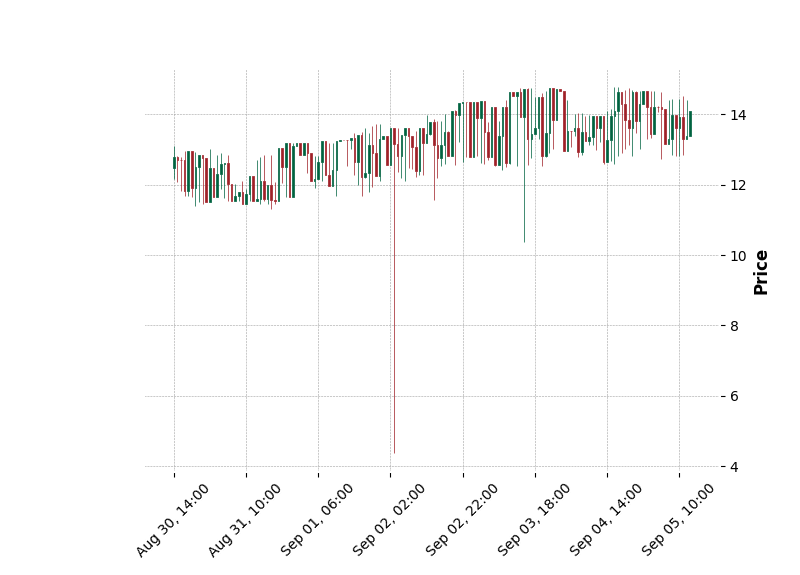 14
12
10
8
6
4
Price
Aug 30, 14:00
Aug 31, 10:00
Sep 01, 06:00
Sep 02, 02:00
Sep 02, 22:00
Sep 03, 18:00
Sep 04, 14:00
Sep 05, 10:00